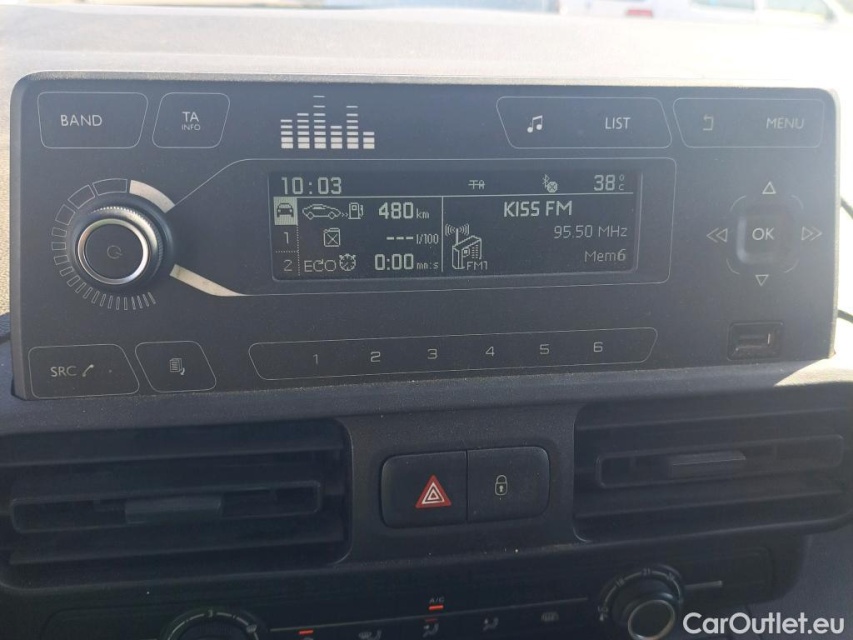 BAND
TA
INFO
LIST
MENU
10:03
TA
38°C
480 km
KISS FM
1
---l/100
95.50 MHz
2 ECO 0:00 mn:s
FM1
Mem6
OK
SRC
1 2 3 4 5 6
A/C
CarOutlet.eu